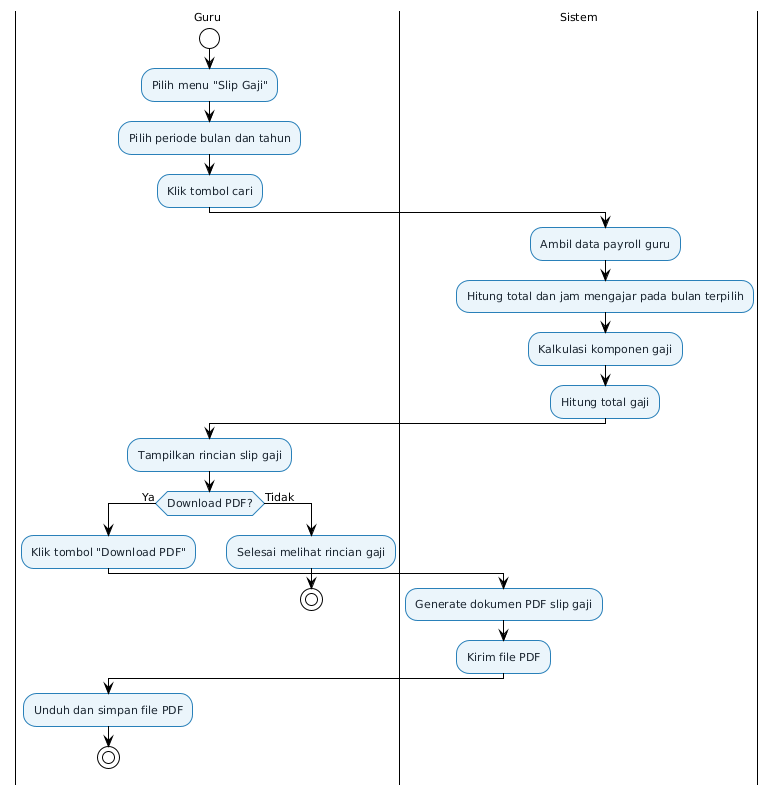 Guru
Sistem
Pilih menu "Slip Gaji"
Pilih periode bulan dan tahun
Klik tombol cari
Ambil data payroll guru
Hitung total dan jam mengajar pada bulan terpilih
Kalkulasi komponen gaji
Hitung total gaji
Tampilkan rincian slip gaji
Ya
Download PDF?
Tidak
Klik tombol "Download PDF"
Selesai melihat rincian gaji
Generate dokumen PDF slip gaji
Kirim file PDF
Unduh dan simpan file PDF